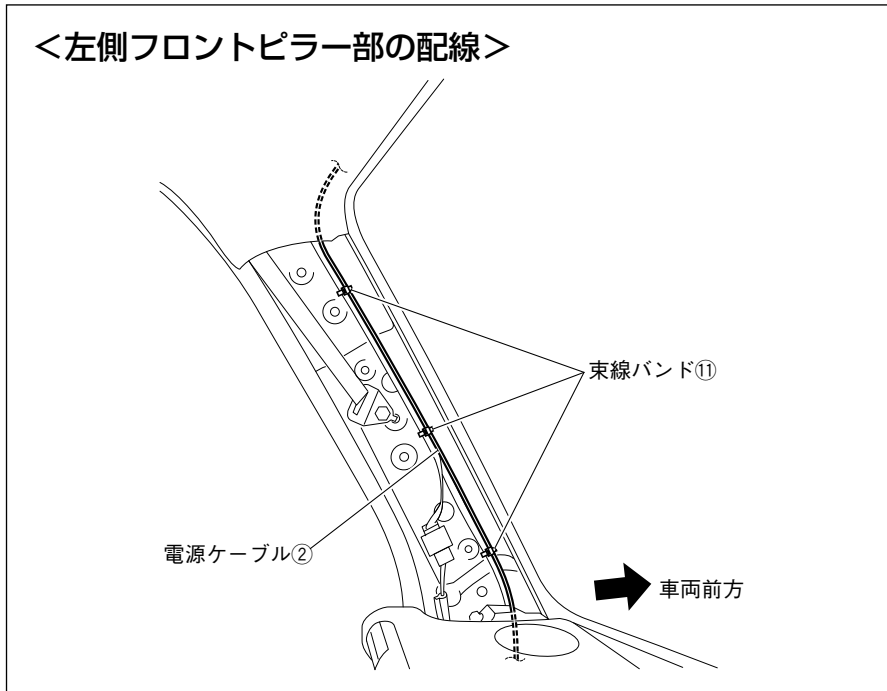 ＜左側フロントピラー部の配線＞
束線バンド⑪
電源ケーブル②
車両前方